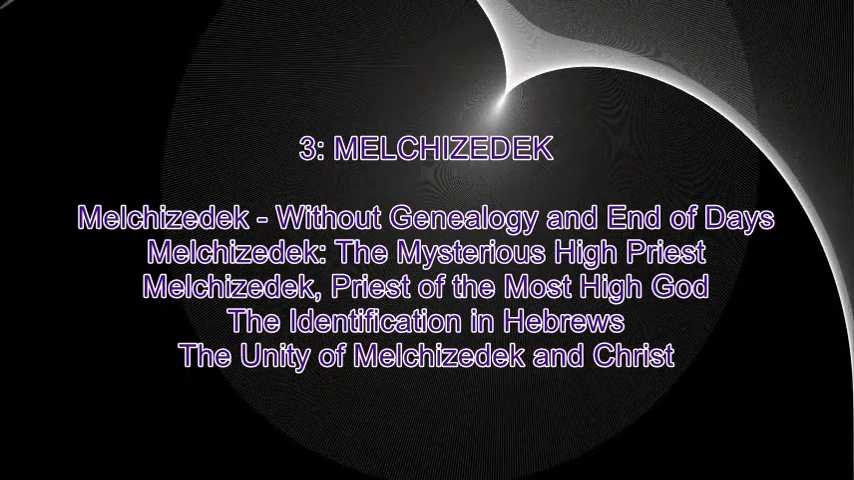 3: MELCHIZEDEK
Melchizedek - Without Genealogy and End of Days
Melchizedek: The Mysterious High Priest
Melchizedek, Priest of the Most High God
The Identification in Hebrews
The Unity of Melchizedek and Christ